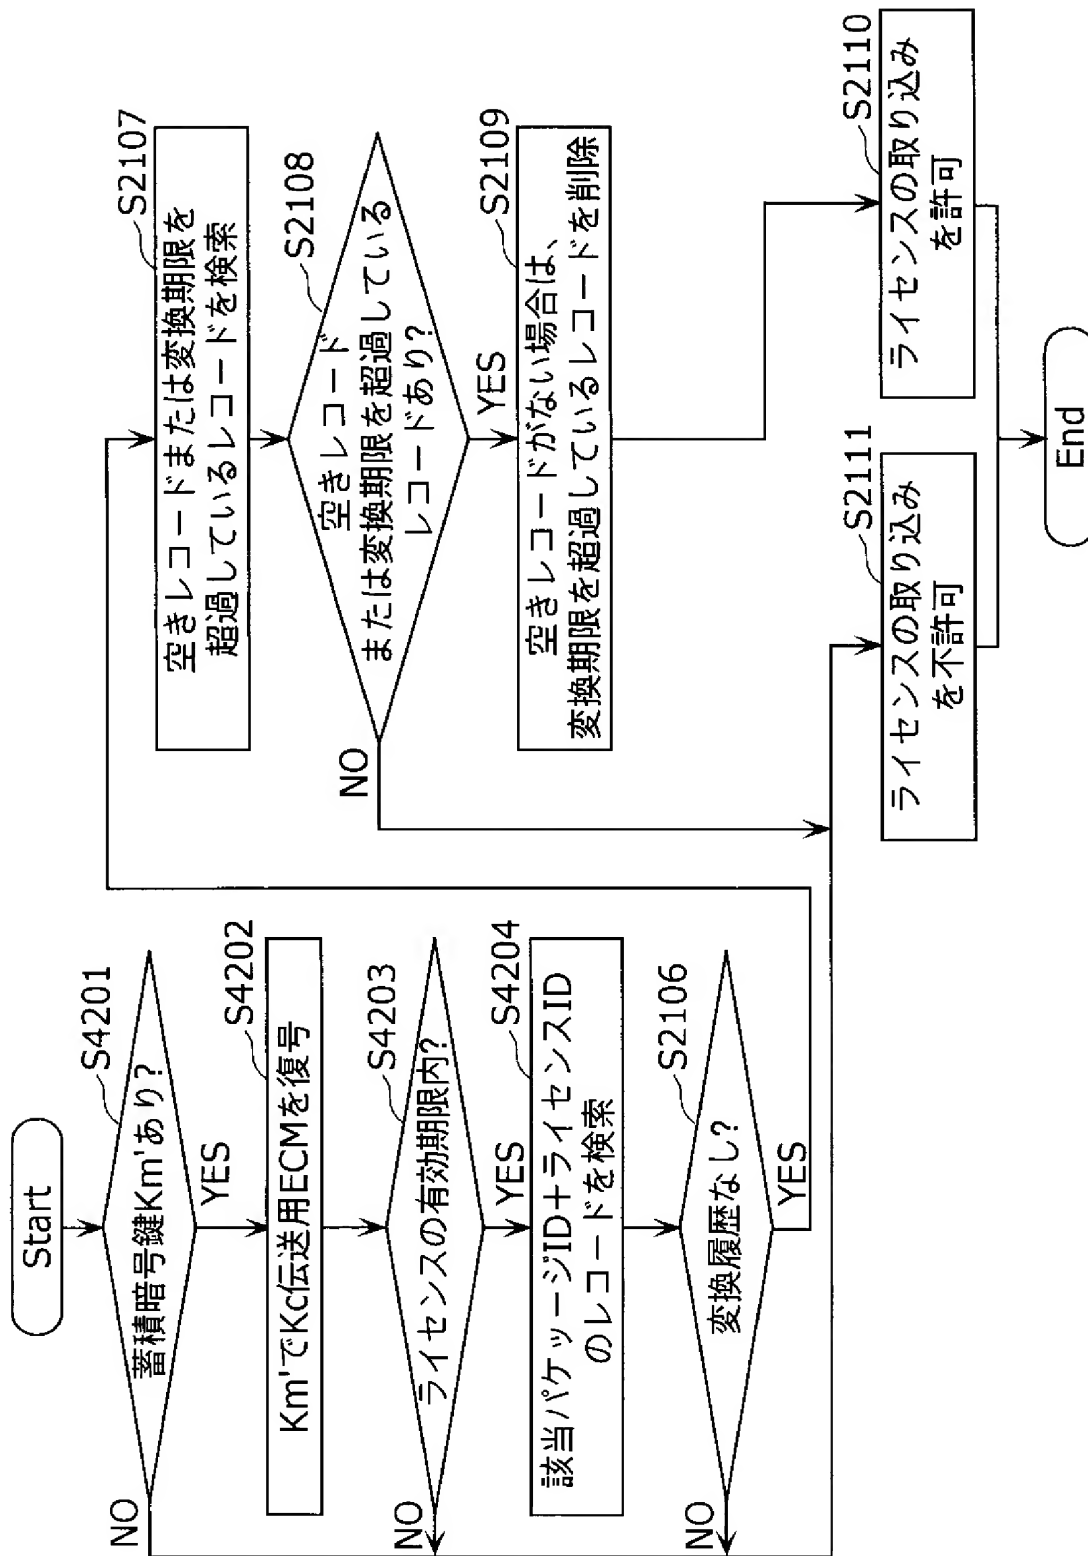 Start
S4201
蓄積暗号鍵Km'あり?
NO
YES
S4202
Km'でKc伝送用ECMを復号
S4203
ライセンスの有効期限内?
NO
YES
S4204
該当パケッージID+ライセンスID
のレコードを検索
S2106
変換履歴なし?
NO
YES
S2107
空きレコードまたは変換期限を
超過しているレコードを検索
S2108
空きレコード
または変換期限を超過している
レコードあり?
NO
YES
S2109
空きレコードがない場合は、
変換期限を超過しているレコードを削除
S2111
ライセンスの取り込み
を不許可
S2110
ライセンスの取り込み
を許可
End